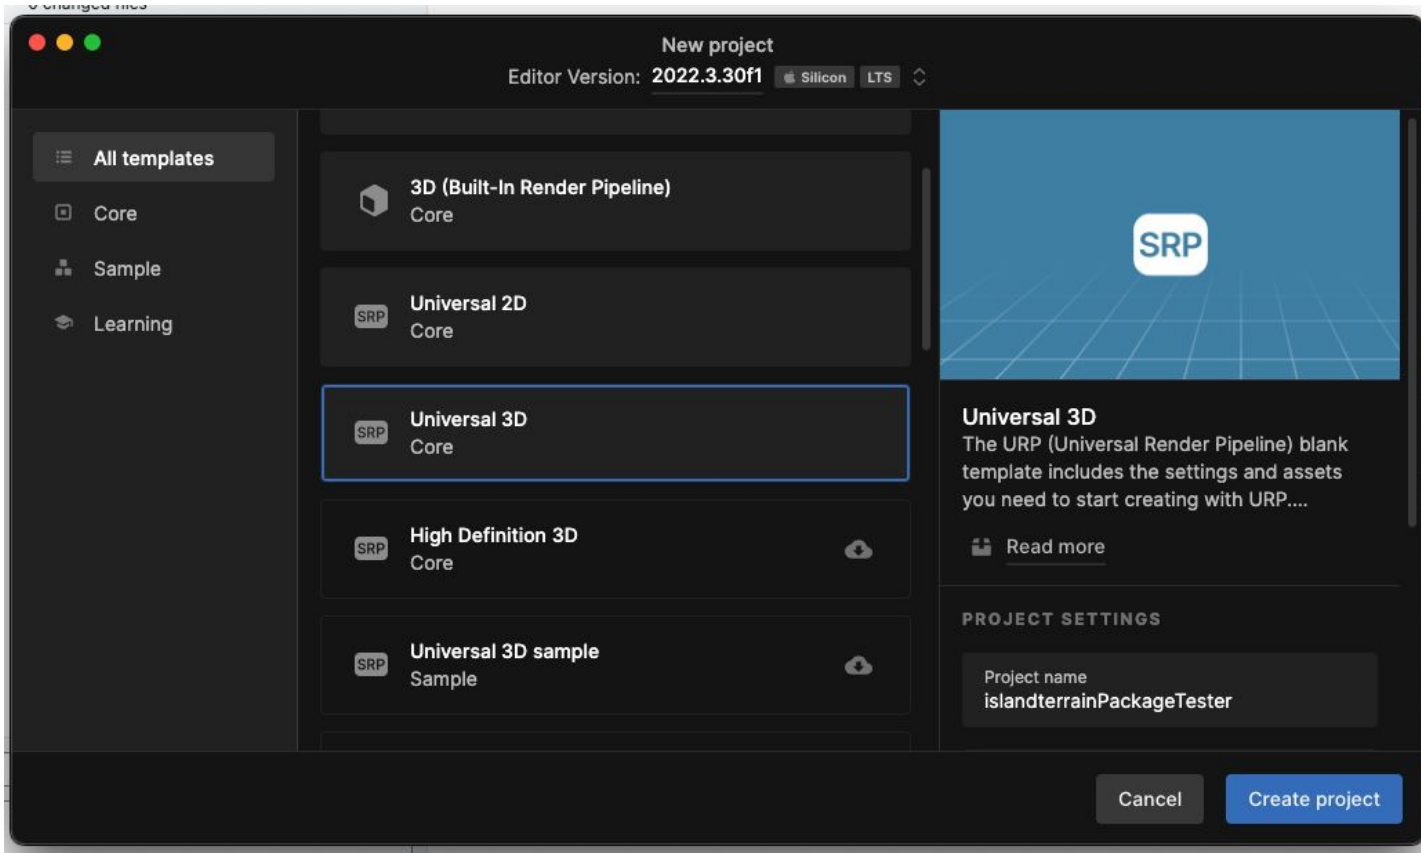 0 changed files
New project
Editor Version: 2022.3.30f1 Silicon LTS
All templates
Core
Sample
Learning
3D (Built-In Render Pipeline)
Core
SRP
Universal 2D
Core
SRP
Universal 3D
Core
SRP
High Definition 3D
Core
SRP
Universal 3D sample
Sample
SRP
Universal 3D
The URP (Universal Render Pipeline) blank
template includes the settings and assets
you need to start creating with URP....
Read more
PROJECT SETTINGS
Project name
islandterrainPackageTester
Cancel
Create project